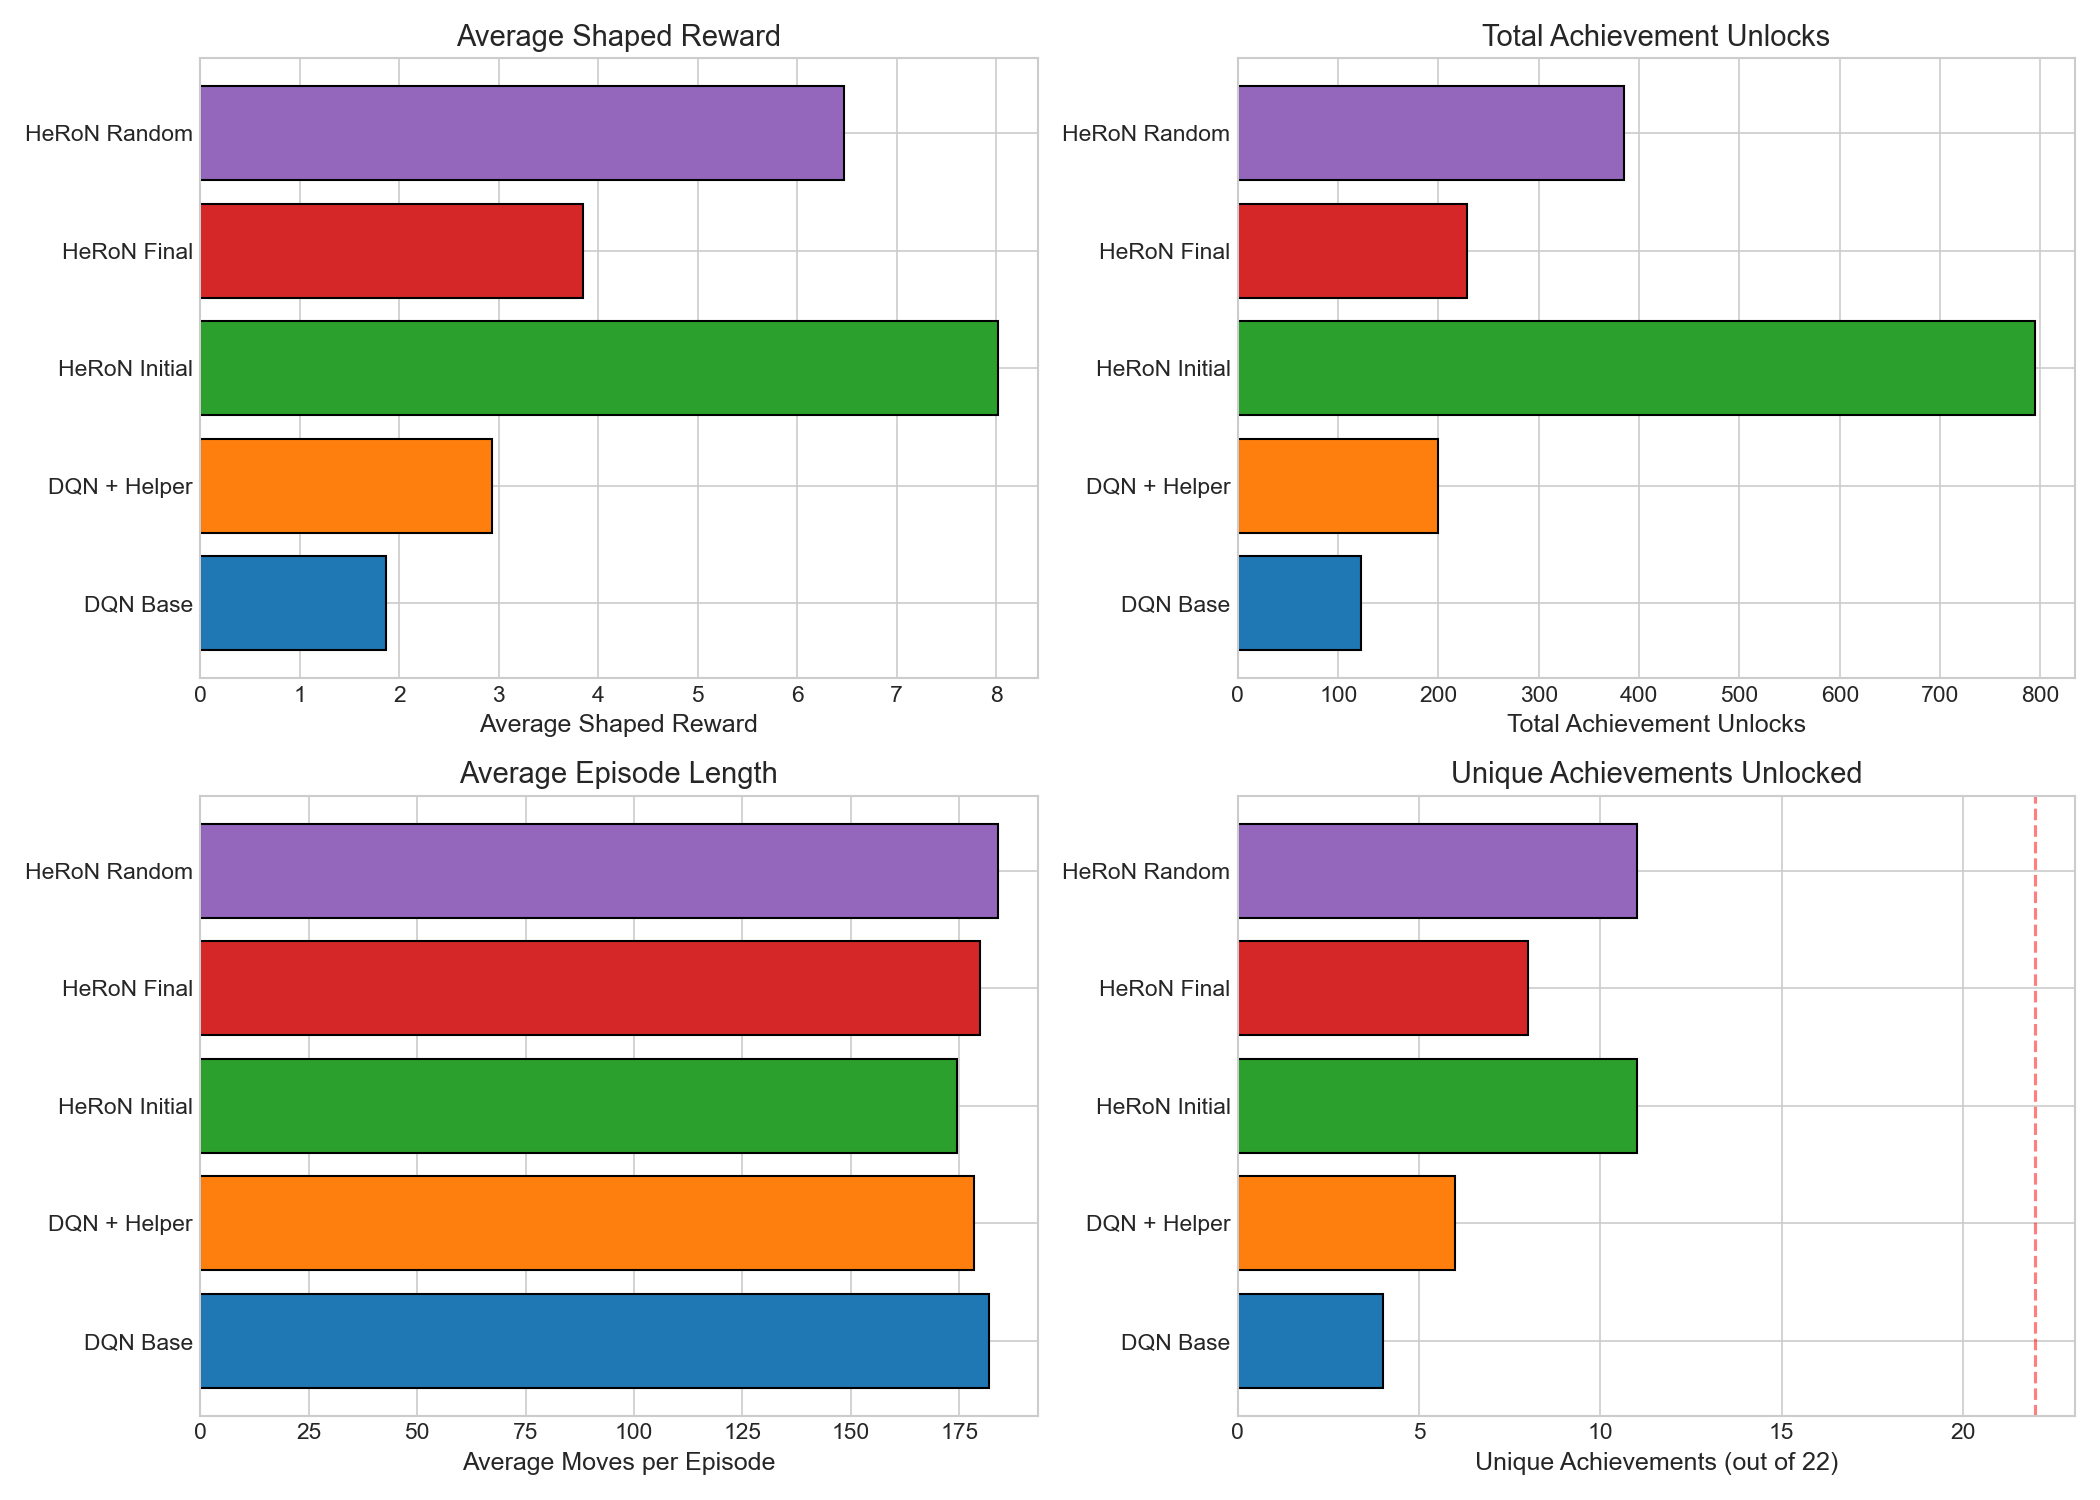 Average Shaped Reward
HeRoN Random
HeRoN Final
HeRoN Initial
DQN + Helper
DQN Base
0 1 2 3 4 5 6 7 8
Average Shaped Reward
Total Achievement Unlocks
HeRoN Random
HeRoN Final
HeRoN Initial
DQN + Helper
DQN Base
0 100 200 300 400 500 600 700 800
Total Achievement Unlocks
Average Episode Length
HeRoN Random
HeRoN Final
HeRoN Initial
DQN + Helper
DQN Base
0 25 50 75 100 125 150 175
Average Moves per Episode
Unique Achievements Unlocked
HeRoN Random
HeRoN Final
HeRoN Initial
DQN + Helper
DQN Base
0 5 10 15 20
Unique Achievements (out of 22)